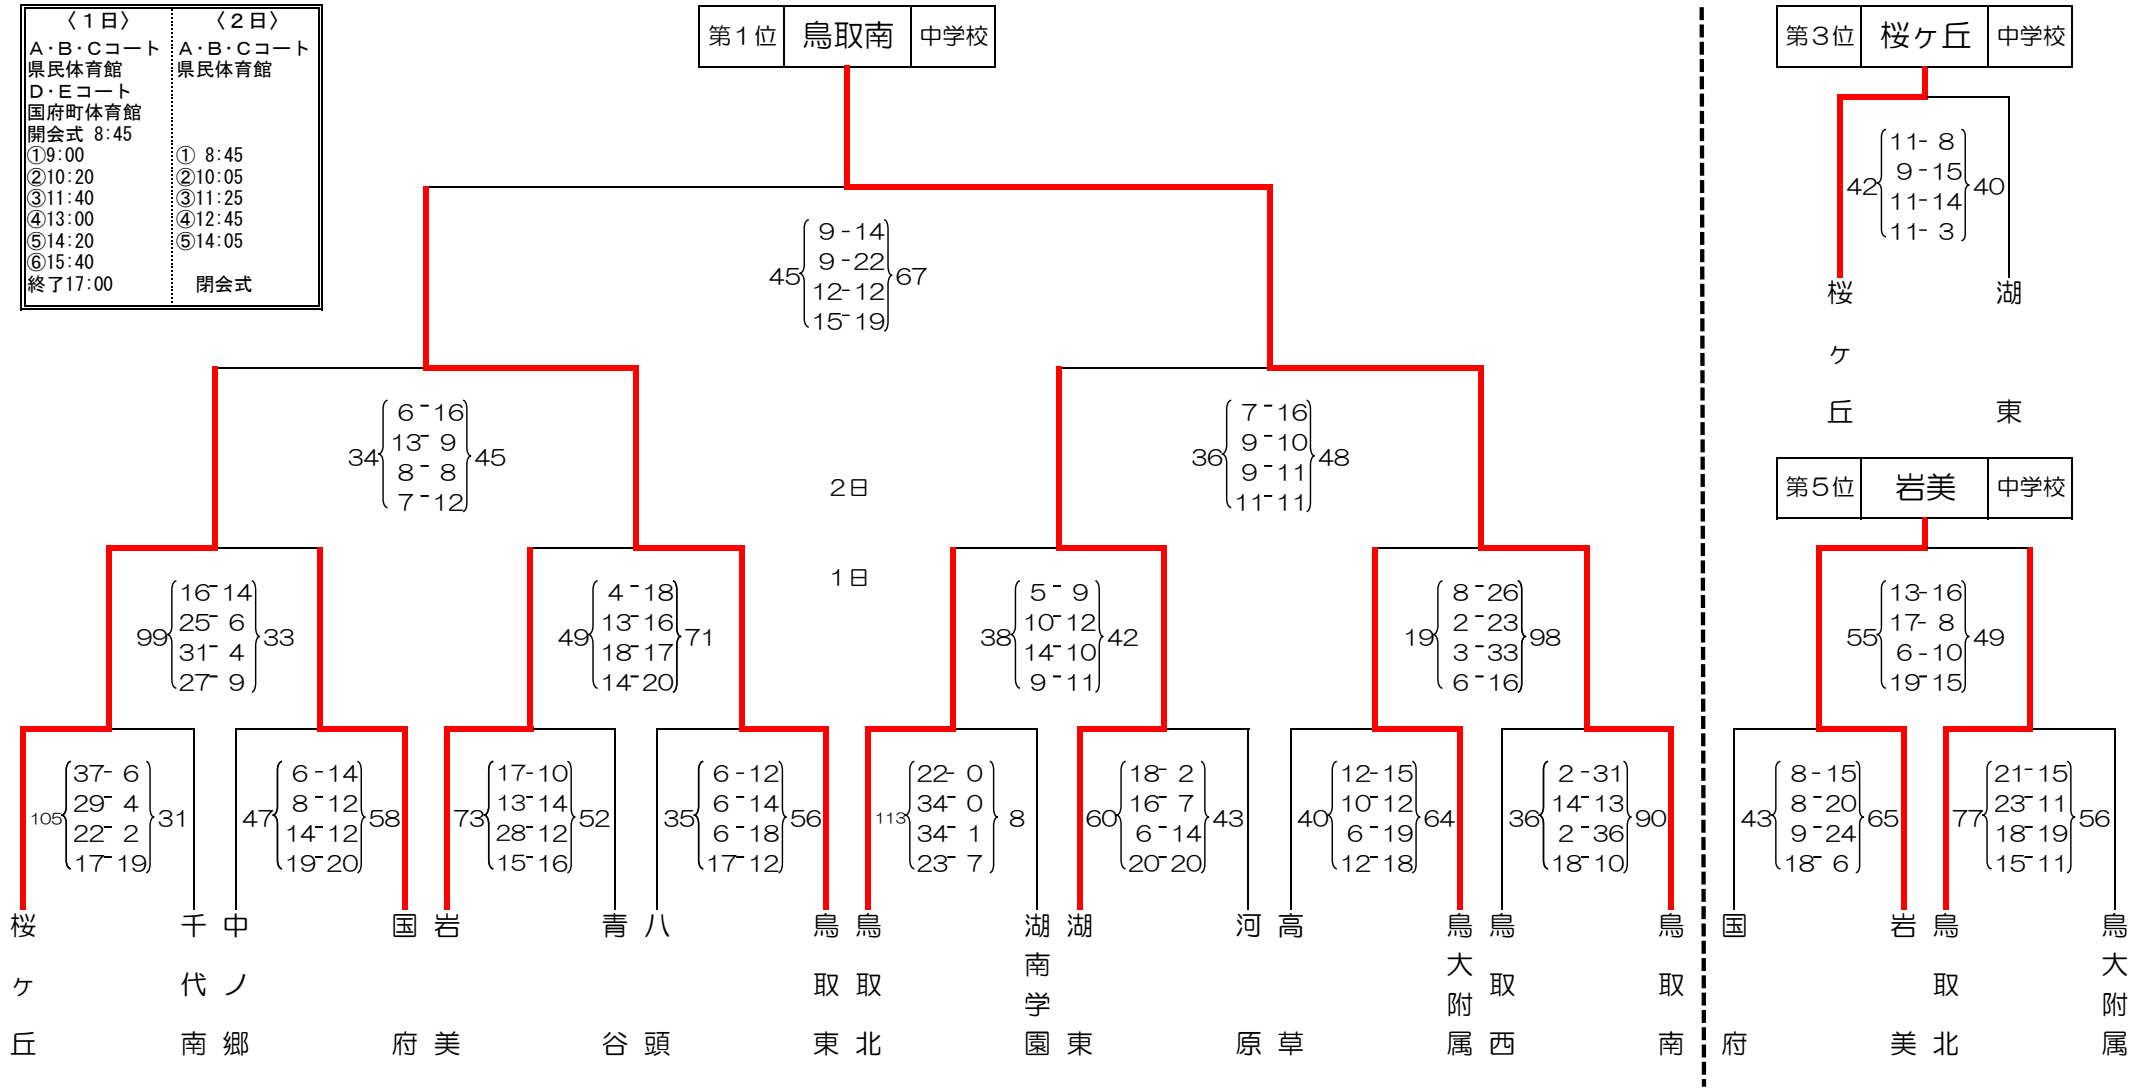 〈１日〉
Ａ・Ｂ・Ｃコート
県民体育館
Ｄ・Ｅコート
国府町体育館
開会式 8:45
①9:00
②10:20
③11:40
④13:00
⑤14:20
⑥15:40
終了17:00
〈２日〉
Ａ・Ｂ・Ｃコート
県民体育館
① 8:45
②10:05
③11:25
④12:45
⑤14:05
閉会式
第１位 鳥取南 中学校
9 - 14
9 - 22
45 67
12 - 12
15 - 19
6 - 16
13 - 9
34 45
8 - 8
7 - 12
7 - 16
9 - 10
36 48
9 - 11
11 - 11
２日
１日
16 - 14
25 - 6
99 33
31 - 4
27 - 9
4 - 18
13 - 16
49 71
18 - 17
14 - 20
5 - 9
10 - 12
38 42
14 - 10
9 - 11
8 - 26
2 - 23
19 98
3 - 33
6 - 16
37 - 6
29 - 4
105 31
22 - 2
17 - 19
6 - 14
8 - 12
47 58
14 - 12
19 - 20
17 - 10
13 - 14
73 52
28 - 12
15 - 16
6 - 12
6 - 14
35 56
6 - 18
17 - 12
22 - 0
34 - 0
113 8
34 - 1
23 - 7
18 - 2
16 - 7
60 43
6 - 14
20 - 20
12 - 15
10 - 12
40 64
6 - 19
12 - 18
2 - 31
14 - 13
36 90
2 - 36
18 - 10
桜ヶ丘
千代南
中ノ郷
国府
岩美
青谷
八頭
鳥取東
鳥取北
湖南学園
湖東
河原
高草
鳥大附属
鳥取西
鳥取南
第３位 桜ヶ丘 中学校
11 - 8
9 - 15
42 40
11 - 14
11 - 3
桜ヶ丘
湖東
第５位 岩美 中学校
13 - 16
17 - 8
55 49
6 - 10
19 - 15
8 - 15
8 - 20
43 65
9 - 24
18 - 6
21 - 15
23 - 11
77 56
18 - 19
15 - 11
国府
岩美
鳥取北
鳥大附属